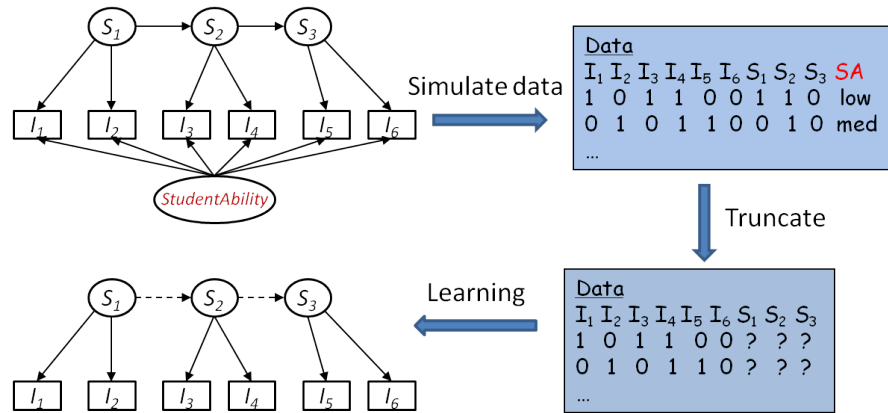 S₁ S₂ S₃
I₁ I₂ I₃ I₄ I₅ I₆
StudentAbility
Simulate data
Data
I₁ I₂ I₃ I₄ I₅ I₆ S₁ S₂ S₃ SA
1 0 1 1 0 0 1 1 0 low
0 1 0 1 1 0 0 1 0 med
...
Truncate
Data
I₁ I₂ I₃ I₄ I₅ I₆ S₁ S₂ S₃
1 0 1 1 0 0 ? ? ?
0 1 0 1 1 0 ? ? ?
...
Learning
S₁ S₂ S₃
I₁ I₂ I₃ I₄ I₅ I₆